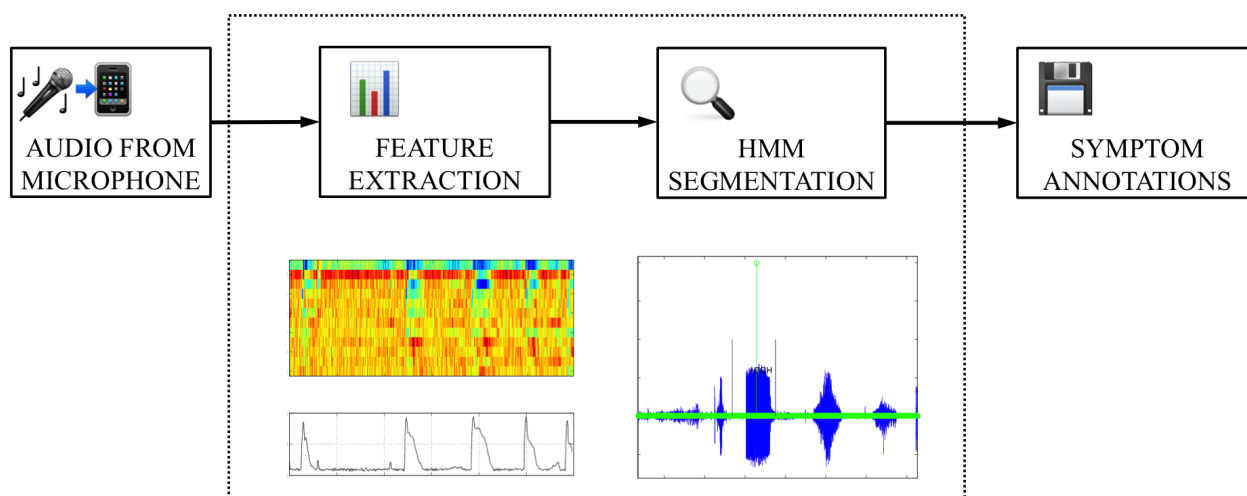 AUDIO FROM
MICROPHONE
FEATURE
EXTRACTION
HMM
SEGMENTATION
SYMPTOM
ANNOTATIONS